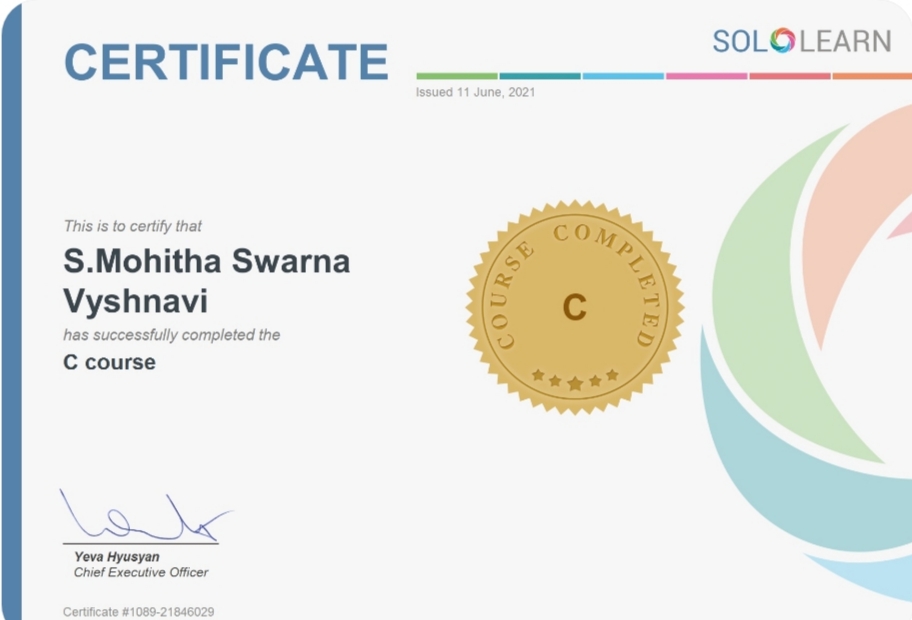 CERTIFICATE
SOLOLEARN
Issued 11 June, 2021
This is to certify that
S.Mohitha Swarna
Vyshnavi
has successfully completed the
C course
COURSE COMPLETED
C
Yeva Hyusyan
Chief Executive Officer
Certificate #1089-21846029